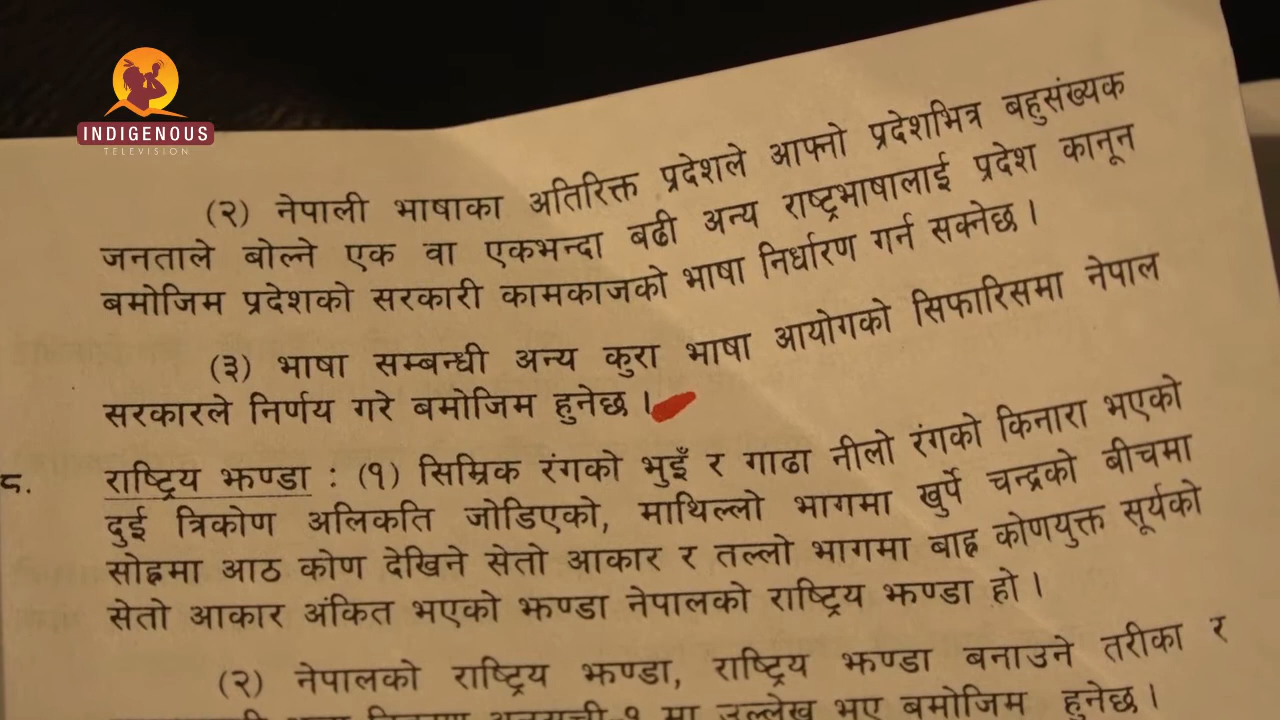 INDIGENOUS
TELEVISION
(२) नेपाली भाषाका अतिरिक्त प्रदेशले आफ्नो प्रदेशभित्र बहुसंख्यक
जनताले बोल्ने एक वा एकभन्दा बढी अन्य राष्ट्रभाषालाई प्रदेश कानून
बमोजिम प्रदेशको सरकारी कामकाजको भाषा निर्धारण गर्न सक्नेछ ।
(३) भाषा सम्बन्धी अन्य कुरा भाषा आयोगको सिफारिसमा नेपाल
सरकारले निर्णय गरे बमोजिम हुनेछ ।
८. राष्ट्रिय झण्डा : (१) सिम्रिक रंगको भुइँ र गाढा नीलो रंगको किनारा भएको
दुई त्रिकोण अलिकति जोडिएको, माथिल्लो भागमा खुर्पे चन्द्रको बीचमा
सोह्रमा आठ कोण देखिने सेतो आकार र तल्लो भागमा बाह्र कोणयुक्त सूर्यको
सेतो आकार अंकित भएको झण्डा नेपालको राष्ट्रिय झण्डा हो ।
(२) नेपालको राष्ट्रिय झण्डा, राष्ट्रिय झण्डा बनाउने तरीका र
१ मा उल्लेख भए बमोजिम हुनेछ ।